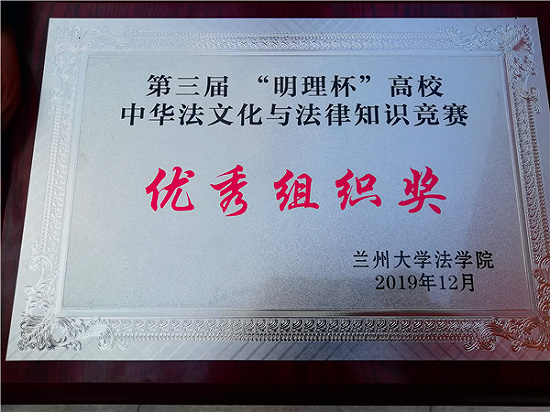 第三届 “明理杯”高校
中华法文化与法律知识竞赛
优秀组织奖
兰州大学法学院
2019年12月